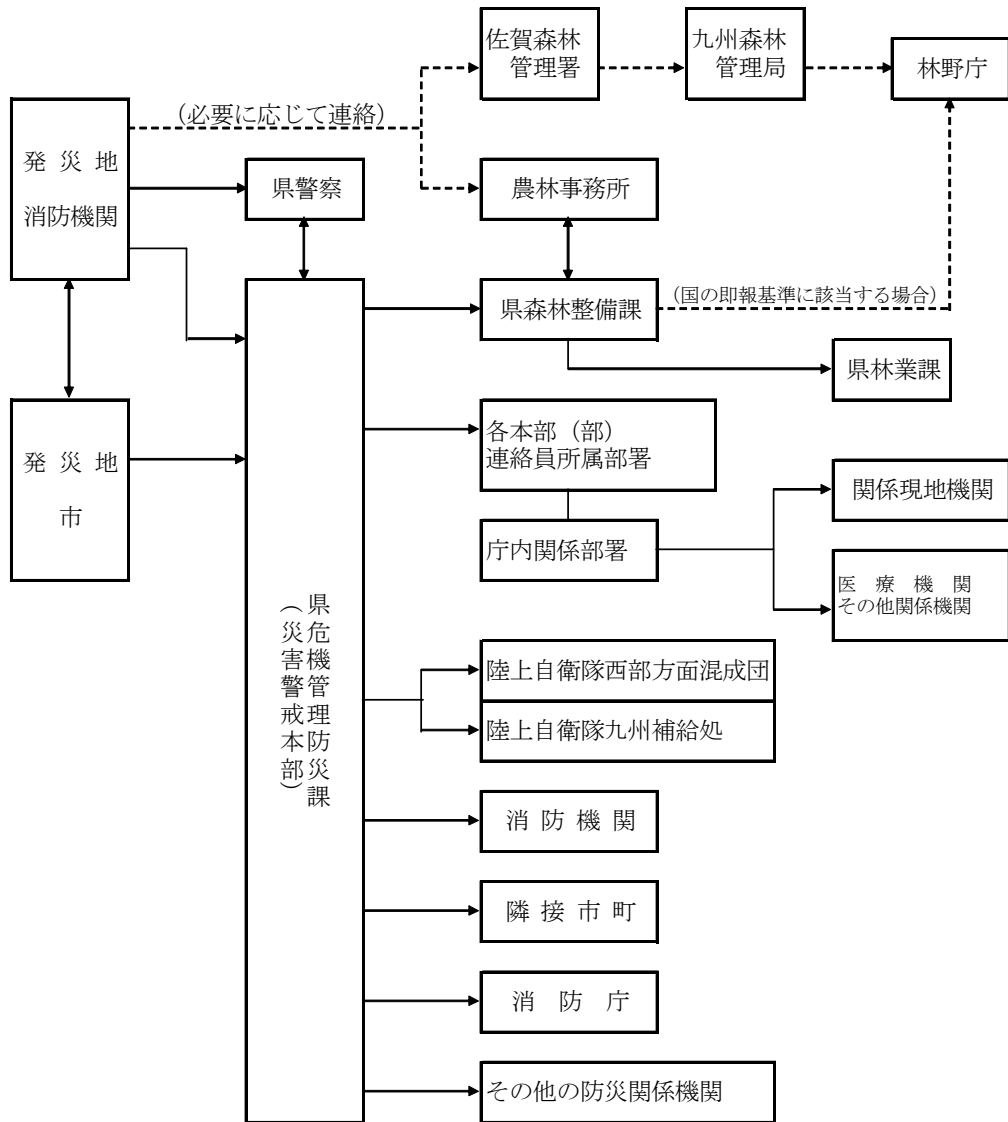 佐賀森林
管理署
九州森林
管理局
林野庁
（必要に応じて連絡）
発 災 地
消防機関
県警察
農林事務所
県森林整備課
（国の即報基準に該当する場合）
県林業課
発 災 地
市
各本部（部）
連絡員所属部署
関係現地機関
庁内関係部署
医 療 機 関
その他関係機関
県危機管理防災課
（災害警戒本部）
陸上自衛隊西部方面混成団
陸上自衛隊九州補給処
消 防 機 関
隣 接 市 町
消 防 庁
その他の防災関係機関